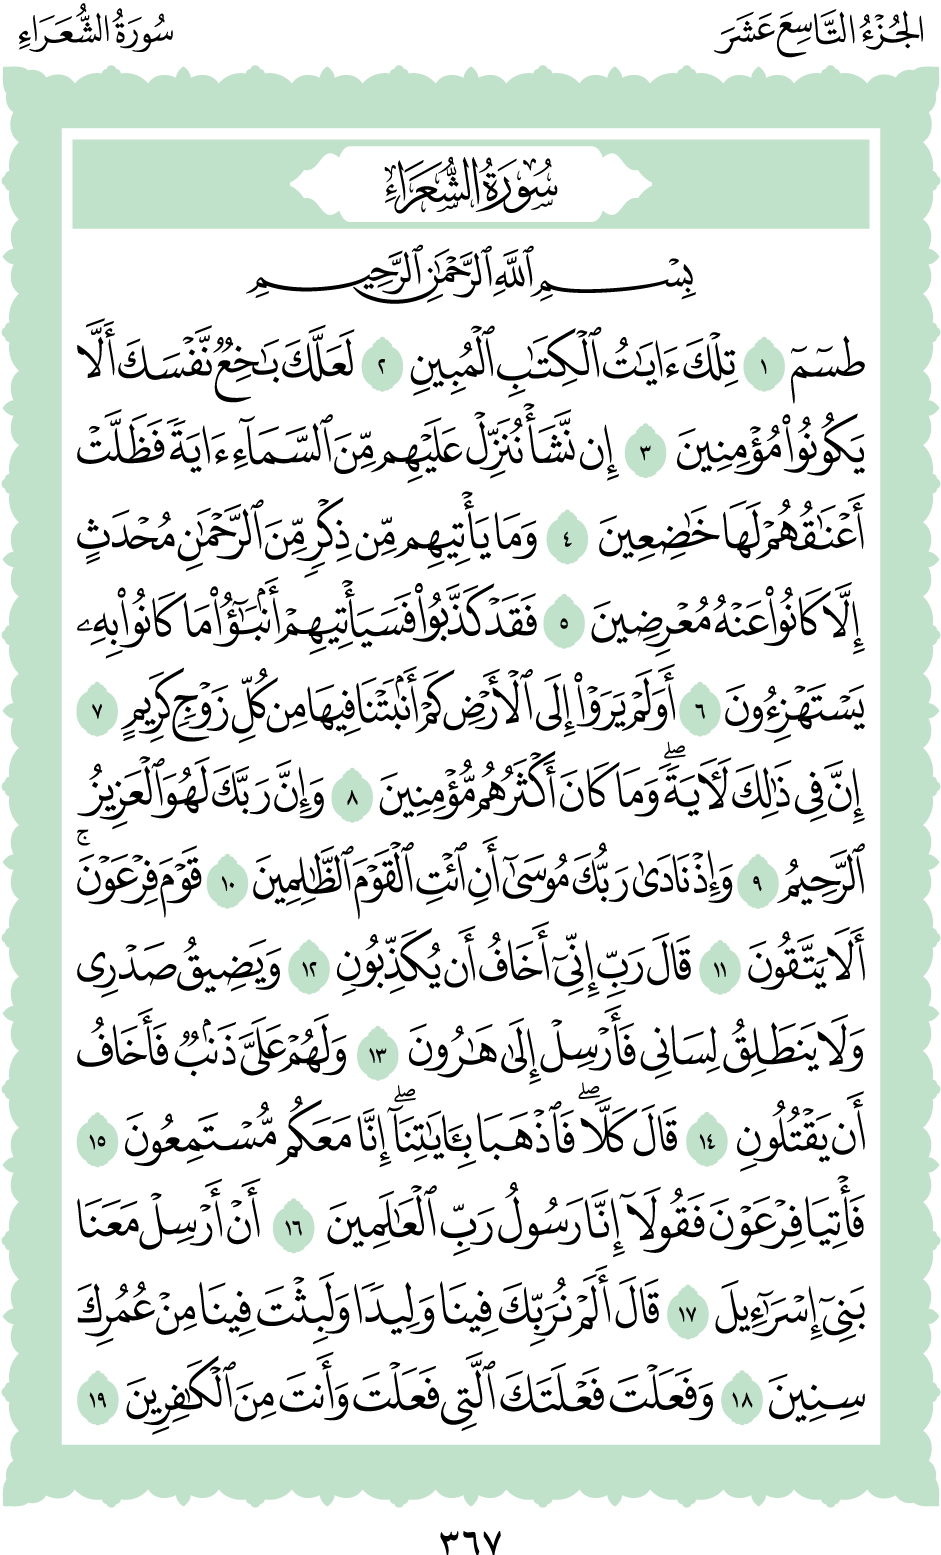 الجُزْءُ التَّاسِعَ عَشَرَ
سُورَةُ الشُّعَرَاءِ
سُورَةُ الشُّعَرَاءِ
بِسْمِ ٱللَّهِ ٱلرَّحْمَٰنِ ٱلرَّحِيمِ
طسٓمٓ ١ تِلْكَ ءَايَٰتُ ٱلْكِتَٰبِ ٱلْمُبِينِ ٢ لَعَلَّكَ بَٰخِعٌ نَّفْسَكَ أَلَّا
يَكُونُوا۟ مُؤْمِنِينَ ٣ إِن نَّشَأْ نُنَزِّلْ عَلَيْهِم مِّنَ ٱلسَّمَآءِ ءَايَةً فَظَلَّتْ
أَعْنَٰقُهُمْ لَهَا خَٰضِعِينَ ٤ وَمَا يَأْتِيهِم مِّن ذِكْرٍ مِّنَ ٱلرَّحْمَٰنِ مُحْدَثٍ
إِلَّا كَانُوا۟ عَنْهُ مُعْرِضِينَ ٥ فَقَدْ كَذَّبُوا۟ فَسَيَأْتِيهِمْ أَنۢبَٰٓؤُا۟ مَا كَانُوا۟ بِهِۦ
يَسْتَهْزِءُونَ ٦ أَوَلَمْ يَرَوْا۟ إِلَى ٱلْأَرْضِ كَمْ أَنۢبَتْنَا فِيهَا مِن كُلِّ زَوْجٍ كَرِيمٍ ٧
إِنَّ فِى ذَٰلِكَ لَءَايَةً ۖ وَمَا كَانَ أَكْثَرُهُم مُّؤْمِنِينَ ٨ وَإِنَّ رَبَّكَ لَهُوَ ٱلْعَزِيزُ
ٱلرَّحِيمُ ٩ وَإِذْ نَادَىٰ رَبُّكَ مُوسَىٰٓ أَنِ ٱئْتِ ٱلْقَوْمَ ٱلظَّٰلِمِينَ ١٠ قَوْمَ فِرْعَوْنَ ۚ
أَلَا يَتَّقُونَ ١١ قَالَ رَبِّ إِنِّىٓ أَخَافُ أَن يُكَذِّبُونِ ١٢ وَيَضِيقُ صَدْرِى
وَلَا يَنطَلِقُ لِسَانِى فَأَرْسِلْ إِلَىٰ هَٰرُونَ ١٣ وَلَهُمْ عَلَىَّ ذَنۢبٌ فَأَخَافُ
أَن يَقْتُلُونِ ١٤ قَالَ كَلَّا ۖ فَٱذْهَبَا بِـَٔايَٰتِنَآ ۖ إِنَّا مَعَكُم مُّسْتَمِعُونَ ١٥
فَأْتِيَا فِرْعَوْنَ فَقُولَآ إِنَّا رَسُولُ رَبِّ ٱلْعَٰلَمِينَ ١٦ أَنْ أَرْسِلْ مَعَنَا
بَنِىٓ إِسْرَٰٓءِيلَ ١٧ قَالَ أَلَمْ نُرَبِّكَ فِينَا وَلِيدًا وَلَبِثْتَ فِينَا مِنْ عُمُرِكَ
سِنِينَ ١٨ وَفَعَلْتَ فَعْلَتَكَ ٱلَّتِى فَعَلْتَ وَأَنتَ مِنَ ٱلْكَٰفِرِينَ ١٩
٣٦٧